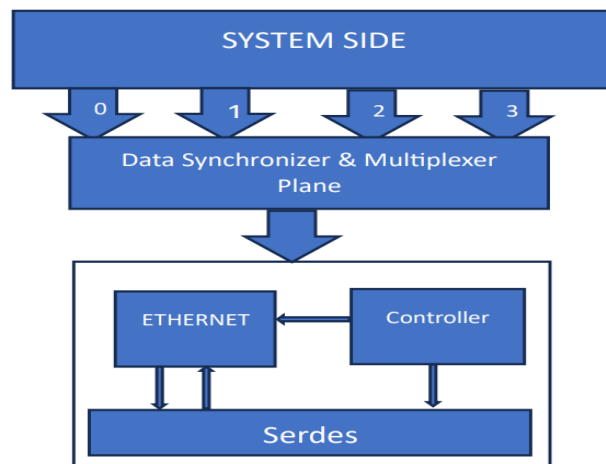 SYSTEM SIDE
0 1 2 3
Data Synchronizer & Multiplexer
Plane
ETHERNET
Controller
Serdes